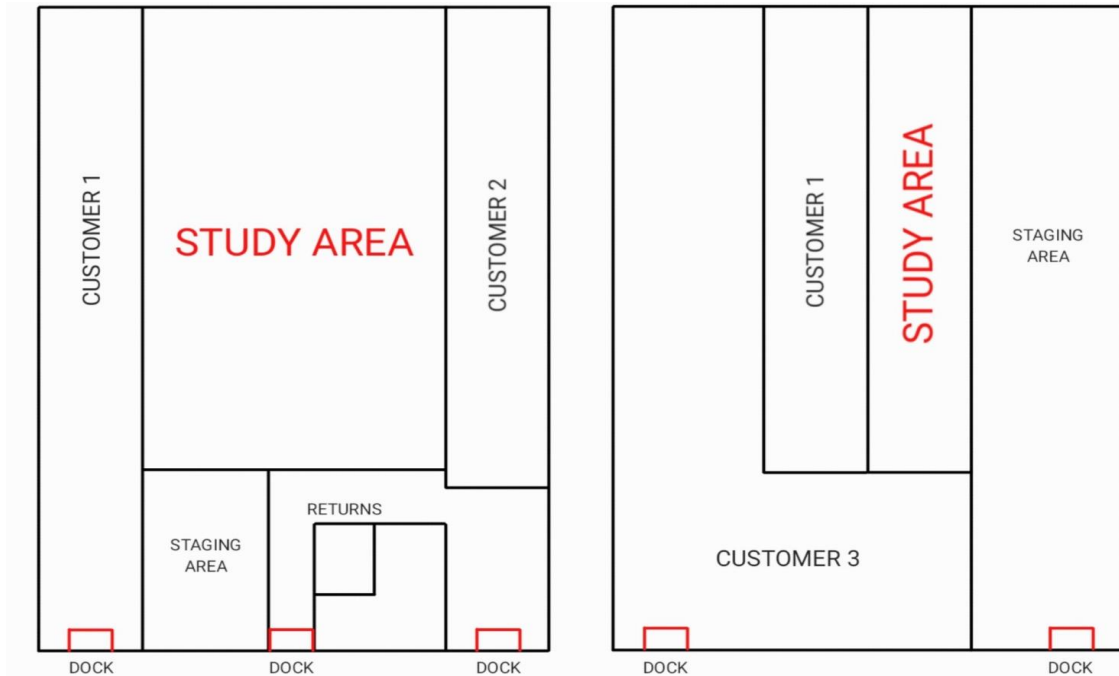 CUSTOMER 1
STUDY AREA
CUSTOMER 2
RETURNS
STAGING
AREA
DOCK
DOCK
DOCK
CUSTOMER 1
STUDY AREA
STAGING
AREA
CUSTOMER 3
DOCK
DOCK